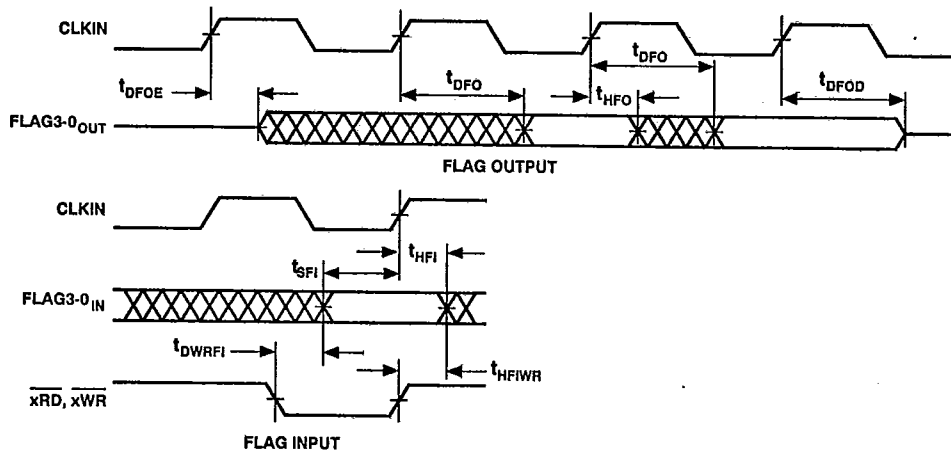 CLKIN
tDFOE
tDFO
tDFO
tHFO
tDFOD
FLAG3-0OUT
FLAG OUTPUT
CLKIN
tHFI
tSFI
FLAG3-0IN
tDWRFI
tHFIWR
xRD, xWR
FLAG INPUT